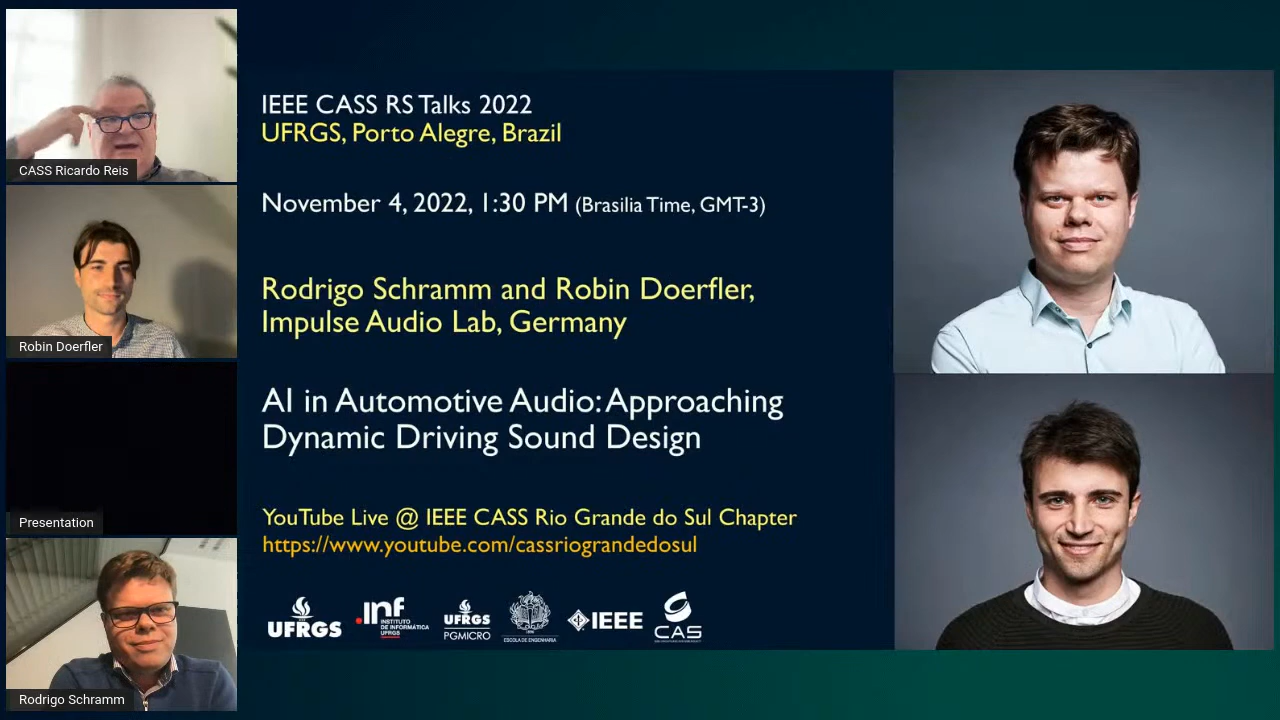 CASS Ricardo Reis
Robin Doerfler
Presentation
Rodrigo Schramm
IEEE CASS RS Talks 2022
UFRGS, Porto Alegre, Brazil
November 4, 2022, 1:30 PM (Brasilia Time, GMT-3)
Rodrigo Schramm and Robin Doerfler,
Impulse Audio Lab, Germany
AI in Automotive Audio: Approaching
Dynamic Driving Sound Design
YouTube Live @ IEEE CASS Rio Grande do Sul Chapter
https://www.youtube.com/cassriograndedosul
UFRGS
.inf
INSTITUTO
DE INFORMÁTICA
UFRGS
UFRGS
PGMICRO
ESCOLA DE ENGENHARIA
IEEE
CAS